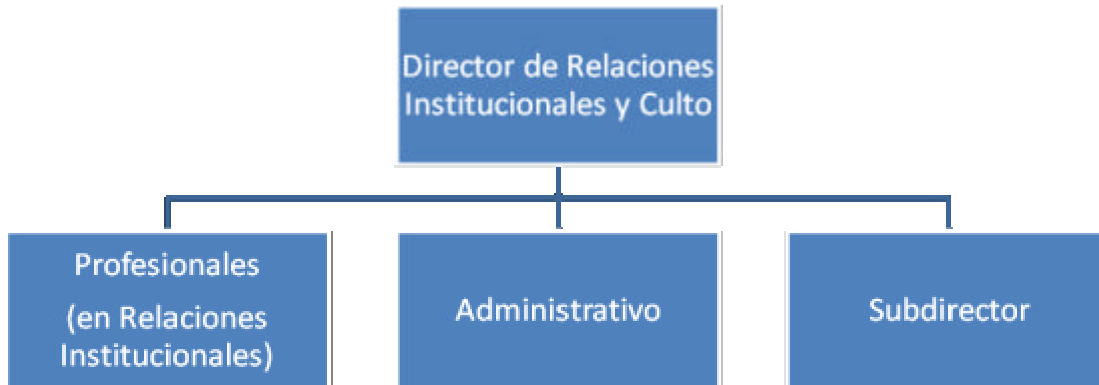 Director de Relaciones
Institucionales y Culto
Profesionales
(en Relaciones
Institucionales)
Administrativo
Subdirector